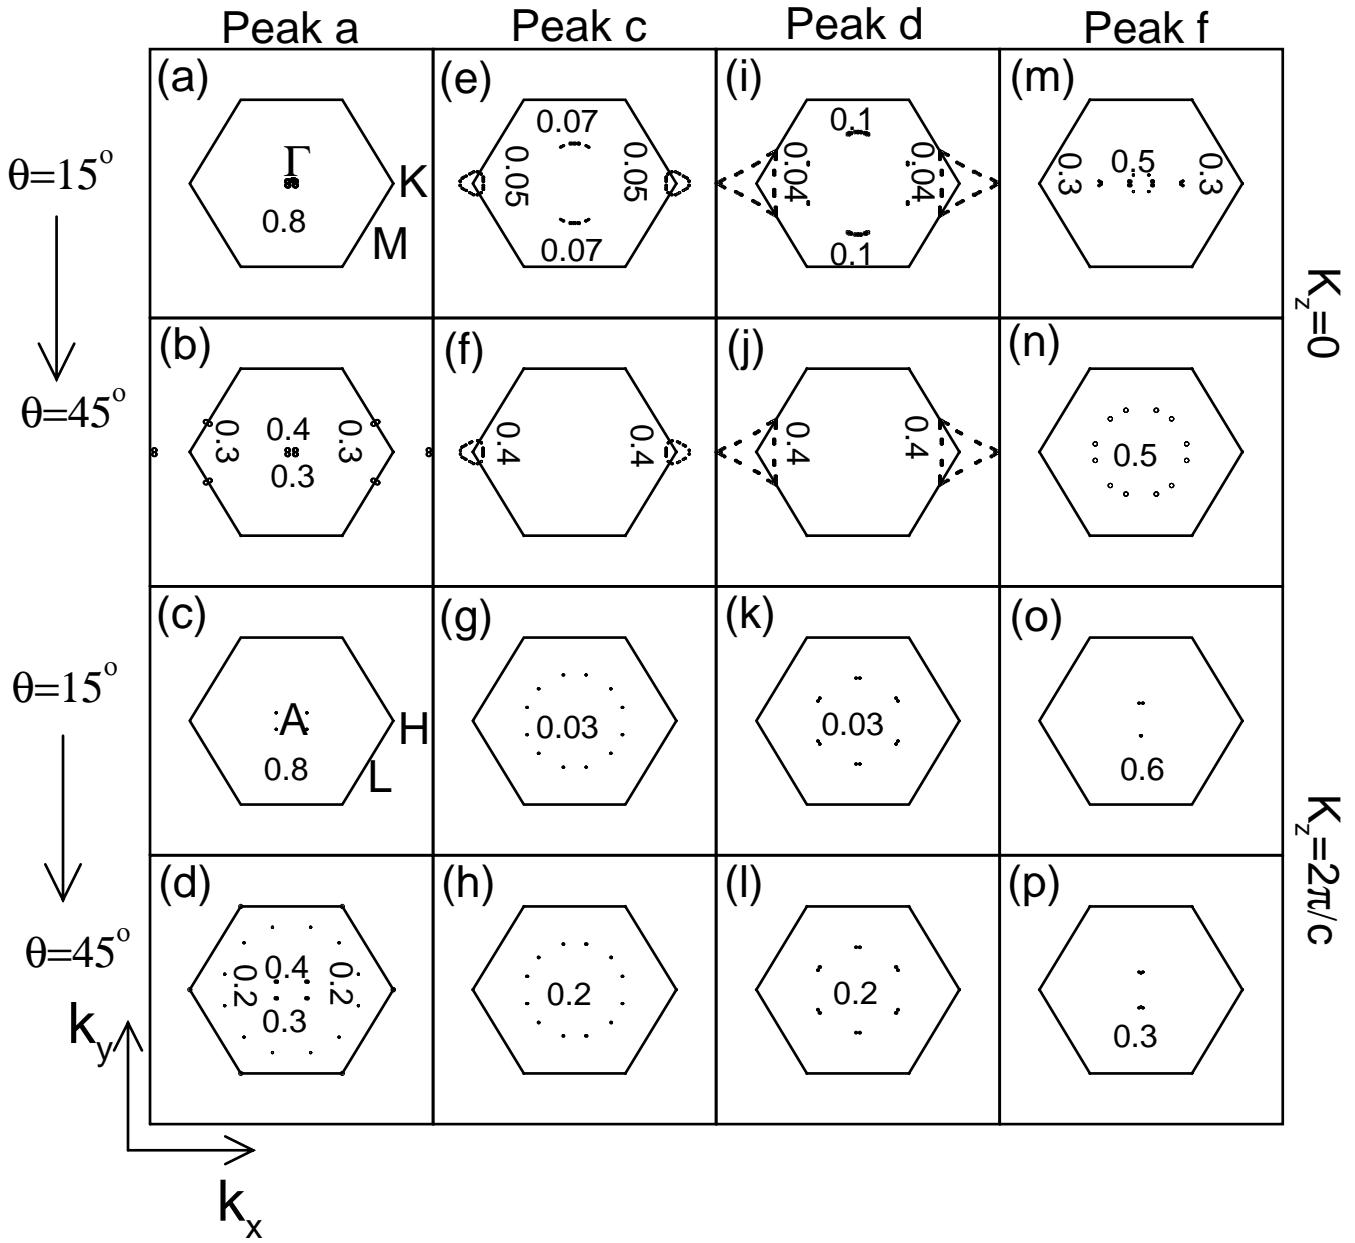 Peak a Peak c Peak d Peak f
(a) (e) (i) (m)
θ=15° Γ K 0.8 M
0.07 0.05 0.05 0.07
0.1 0.04 0.04 0.1
0.3 0.5 0.3
K_z=0
(b) (f) (j) (n)
θ=45° 0.3 0.4 0.3 0.3
0.4 0.4
0.4 0.4
0.5
(c) (g) (k) (o)
θ=15° A H 0.8 L
0.03
0.03
0.6
K_z=2π/c
(d) (h) (l) (p)
θ=45° 0.2 0.4 0.2 0.3
0.2
0.2
0.3
k_y
k_x